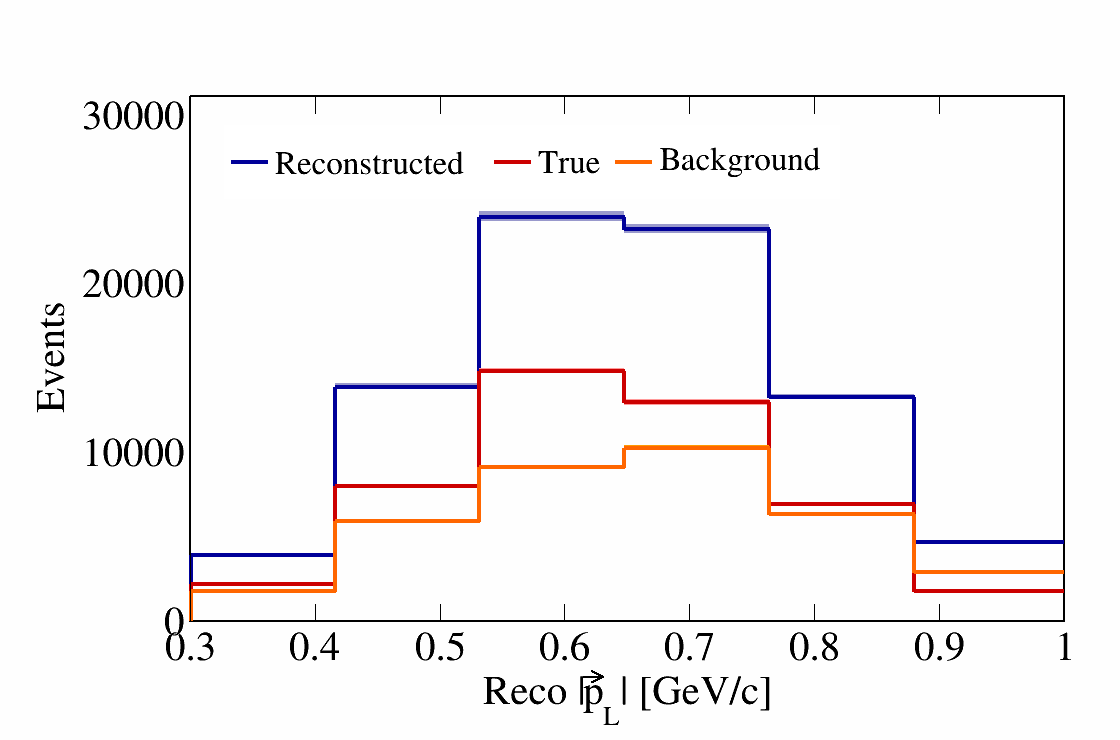 30000
Reconstructed True Background
20000
Events
10000
0
0.3 0.4 0.5 0.6 0.7 0.8 0.9 1
Reco |p⃗_L| [GeV/c]